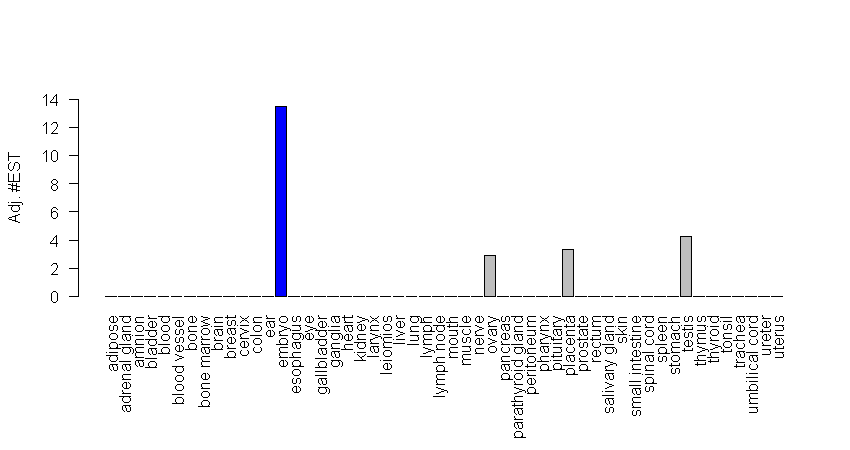 14
12
10
8
6
4
2
0
Adj. #EST
adipose
adrenal gland
amnion
bladder
blood
blood vessel
bone
bone marrow
brain
breast
cervix
colon
ear
embryo
esophagus
eye
gallbladder
ganglia
heart
kidney
larynx
leiomios
liver
lung
lymph
lymph node
mouth
muscle
nerve
ovary
pancreas
parathyroid gland
peritoneum
pharynx
pituitary
placenta
prostate
rectum
salivary gland
skin
small intestine
spinal cord
spleen
stomach
testis
thymus
thyroid
tonsil
trachea
umbilical cord
ureter
uterus